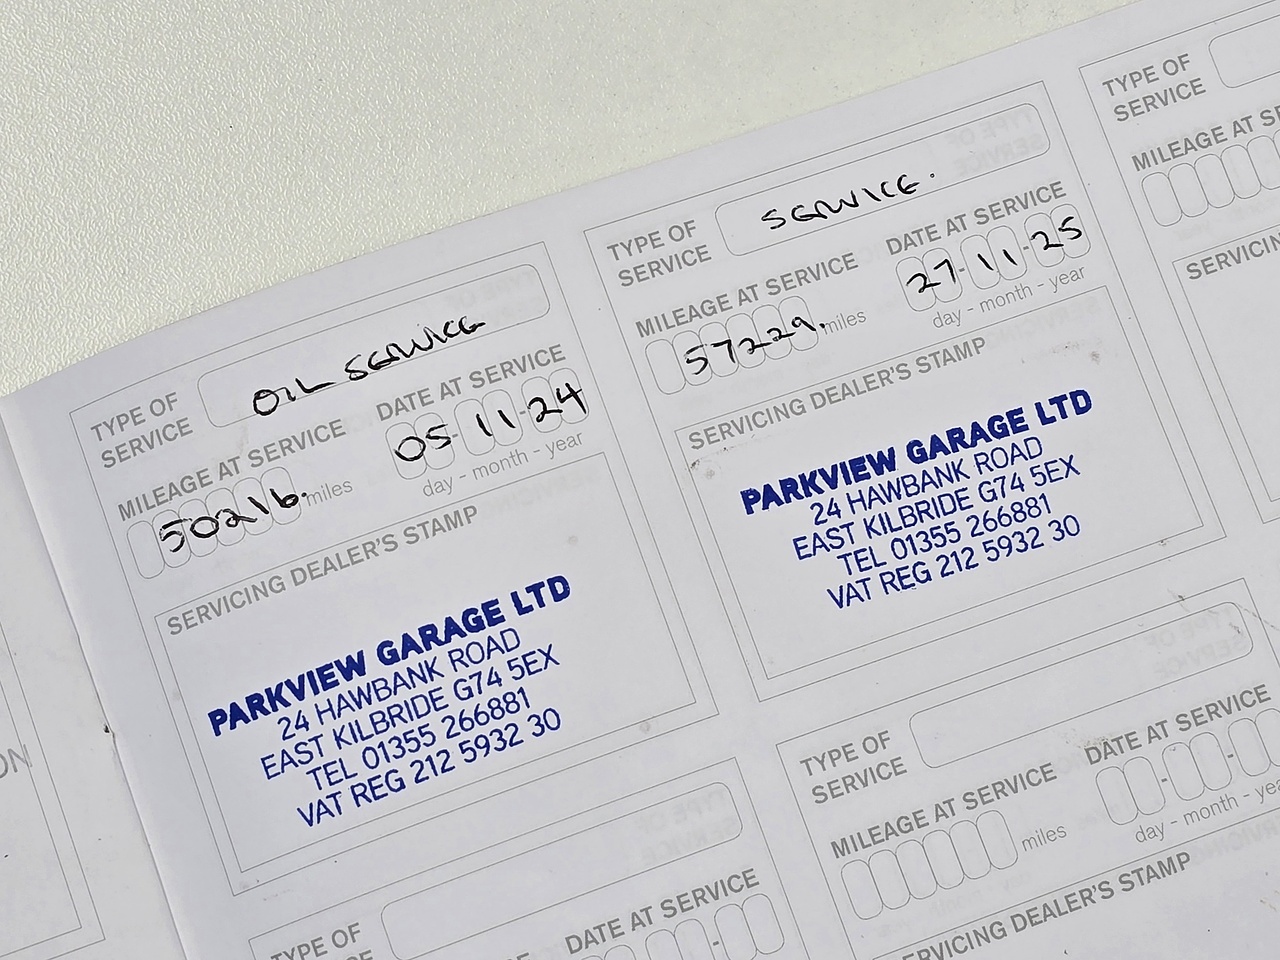 TYPE OF
SERVICE
OIL SERVICE
MILEAGE AT SERVICE
50216. miles
DATE AT SERVICE
05-11-24
day - month - year
SERVICING DEALER'S STAMP
PARKVIEW GARAGE LTD
24 HAWBANK ROAD
EAST KILBRIDE G74 5EX
TEL 01355 266881
VAT REG 212 5932 30
TYPE OF
SERVICE
SERVICE.
MILEAGE AT SERVICE
57229. miles
DATE AT SERVICE
27-11-25
day - month - year
SERVICING DEALER'S STAMP
PARKVIEW GARAGE LTD
24 HAWBANK ROAD
EAST KILBRIDE G74 5EX
TEL 01355 266881
VAT REG 212 5932 30
TYPE OF
SERVICE
MILEAGE AT
TYPE OF
DATE AT SERVICE
TYPE OF
SERVICE
MILEAGE AT SERVICE
miles
DATE AT SERVICE
day - month - year
SERVICING DEALER'S STAMP